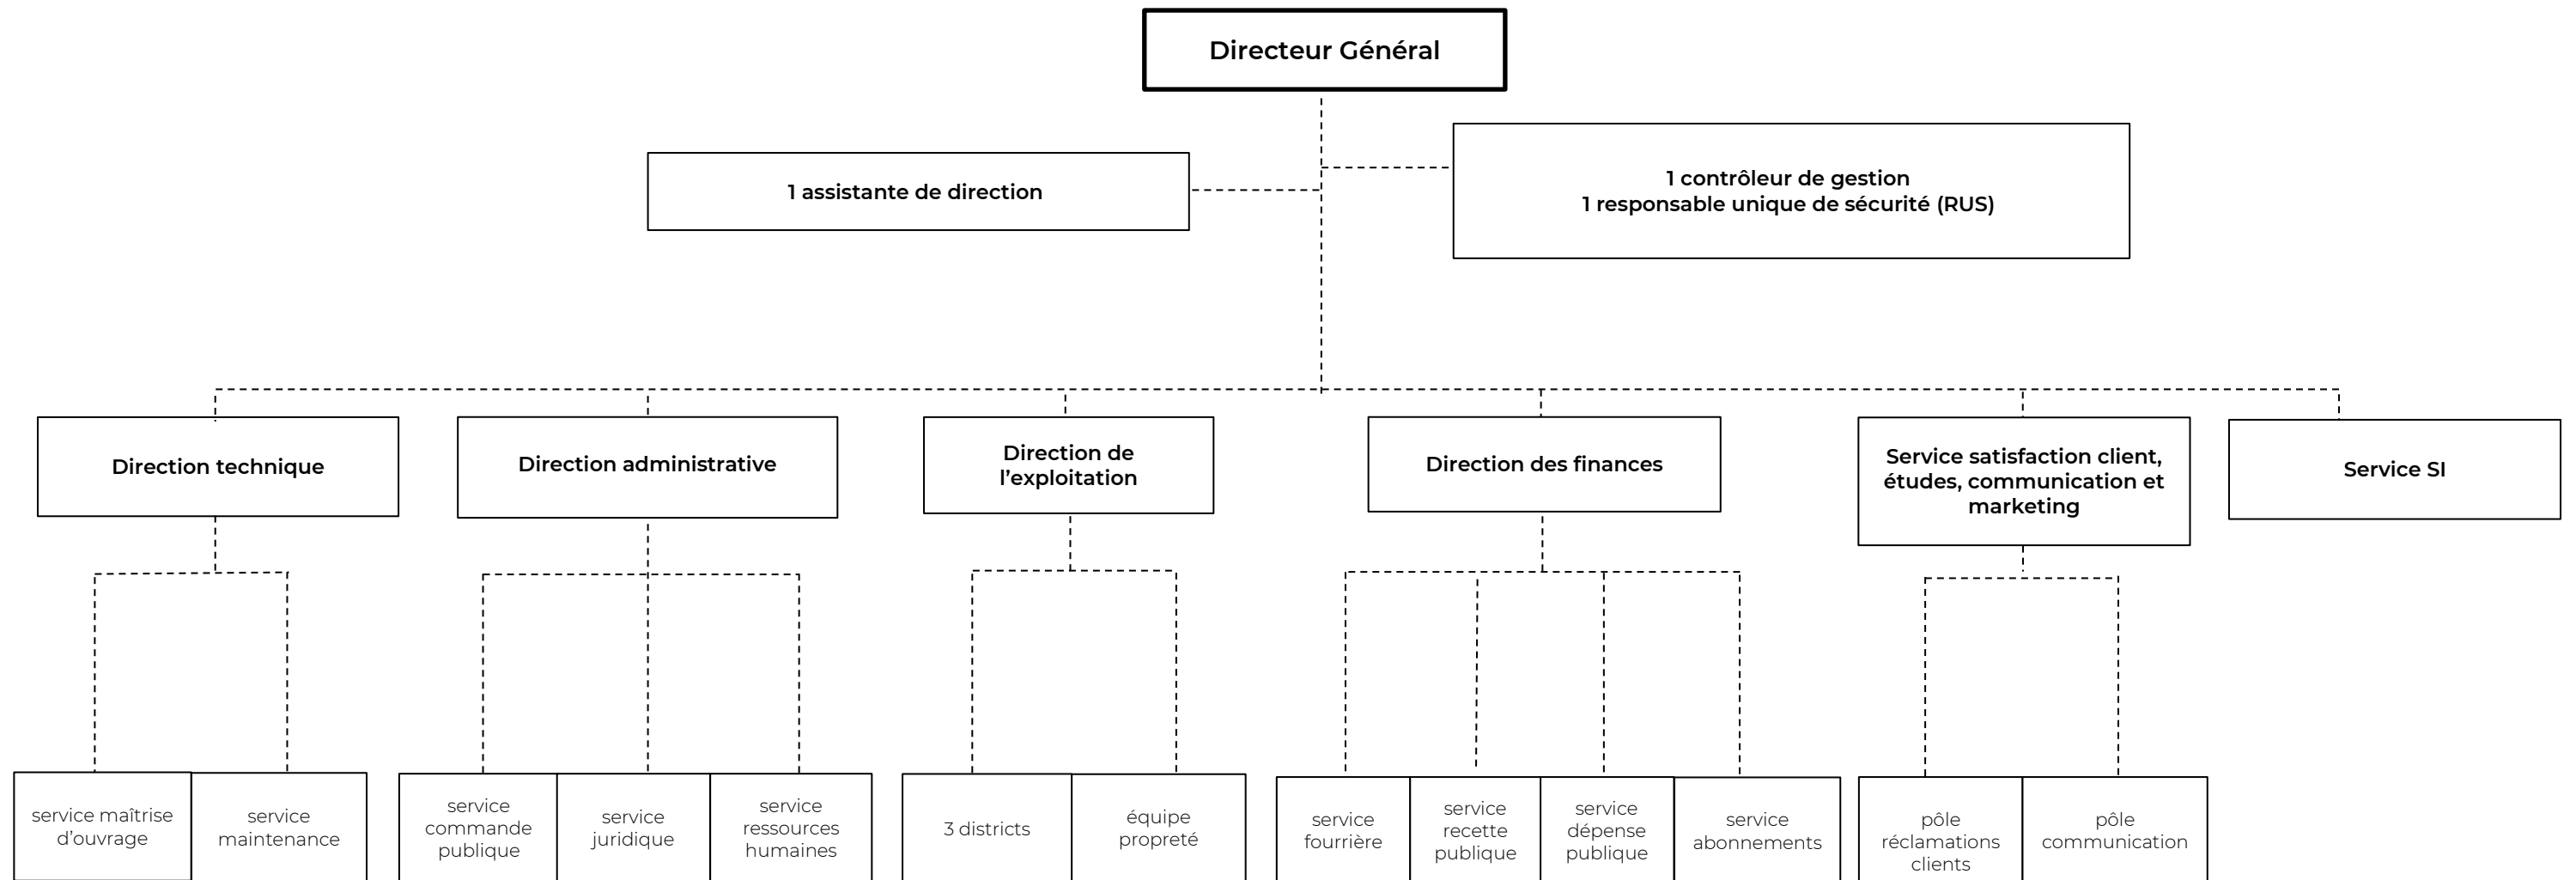 Directeur Général
1 assistante de direction
1 contrôleur de gestion
1 responsable unique de sécurité (RUS)
Direction technique
Direction administrative
Direction de
l’exploitation
Direction des finances
Service satisfaction client,
études, communication et
marketing
Service SI
service maîtrise
d’ouvrage
service
maintenance
service
commande
publique
service
juridique
service
ressources
humaines
3 districts
équipe
propreté
service
fourrière
service
recette
publique
service
dépense
publique
service
abonnements
pôle
réclamations
clients
pôle
communication